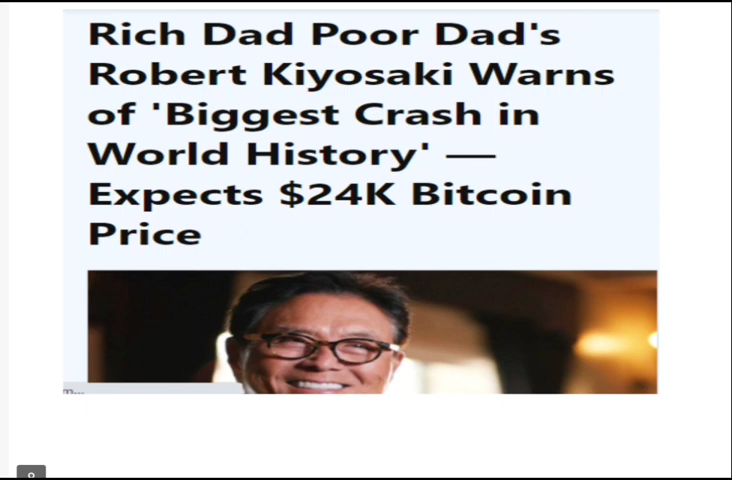 Rich Dad Poor Dad's
Robert Kiyosaki Warns
of 'Biggest Crash in
World History' —
Expects $24K Bitcoin
Price